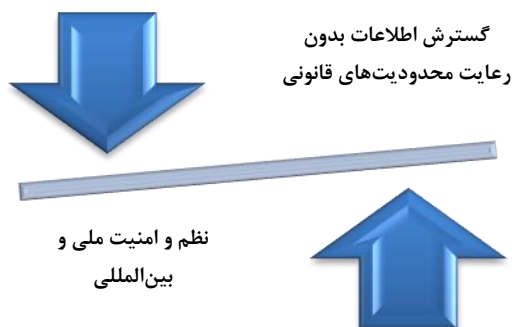 گسترش اطلاعات بدون
رعایت محدودیت‌های قانونی
نظم و امنیت ملی و
بین‌المللی